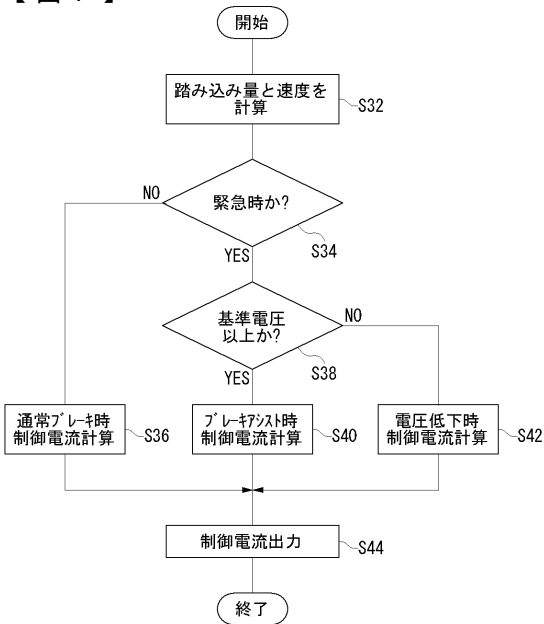 開始
踏み込み量と速度を
計算
S32
緊急時か?
NO
S34
YES
基準電圧
以上か?
NO
S38
YES
通常ブレーキ時
制御電流計算
S36
ブレーキアシスト時
制御電流計算
S40
電圧低下時
制御電流計算
S42
制御電流出力
S44
終了